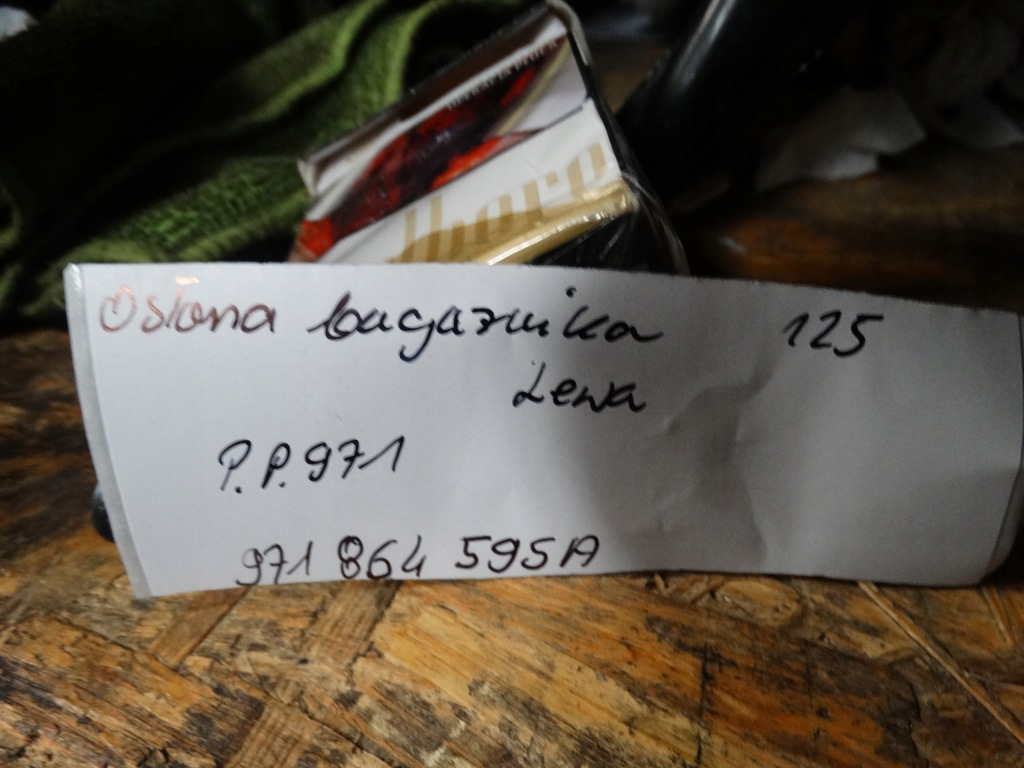 Osłona bagażnika 125
Lewa
P.P.971
971 864 595A